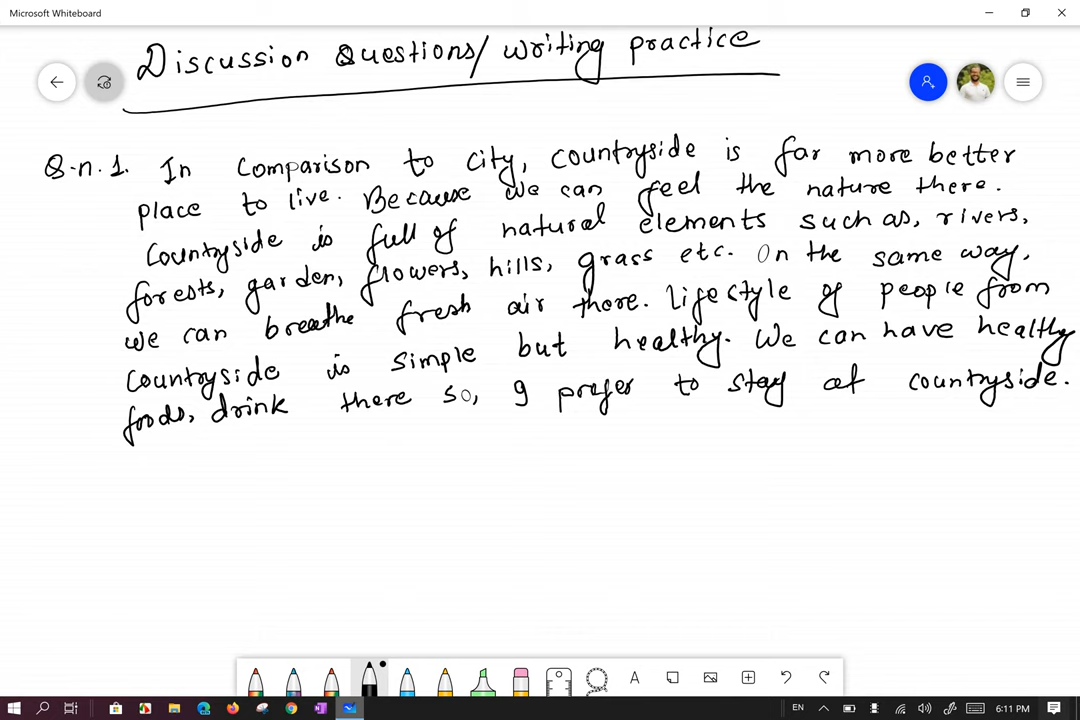 Microsoft Whiteboard
Discussion Questions/ writing practice
Q.n.1. In comparison to city, countryside is far more better
place to live. Because we can feel the nature there.
Countryside is full of natural elements such as, rivers,
forests, garden, flowers, hills, grass etc. On the same way,
we can breathe fresh air there. Lifestyle of people from
countryside is simple but healthy. We can have healthy
foods, drink there so, I prefer to stay at countryside.
A
EN 6:11 PM